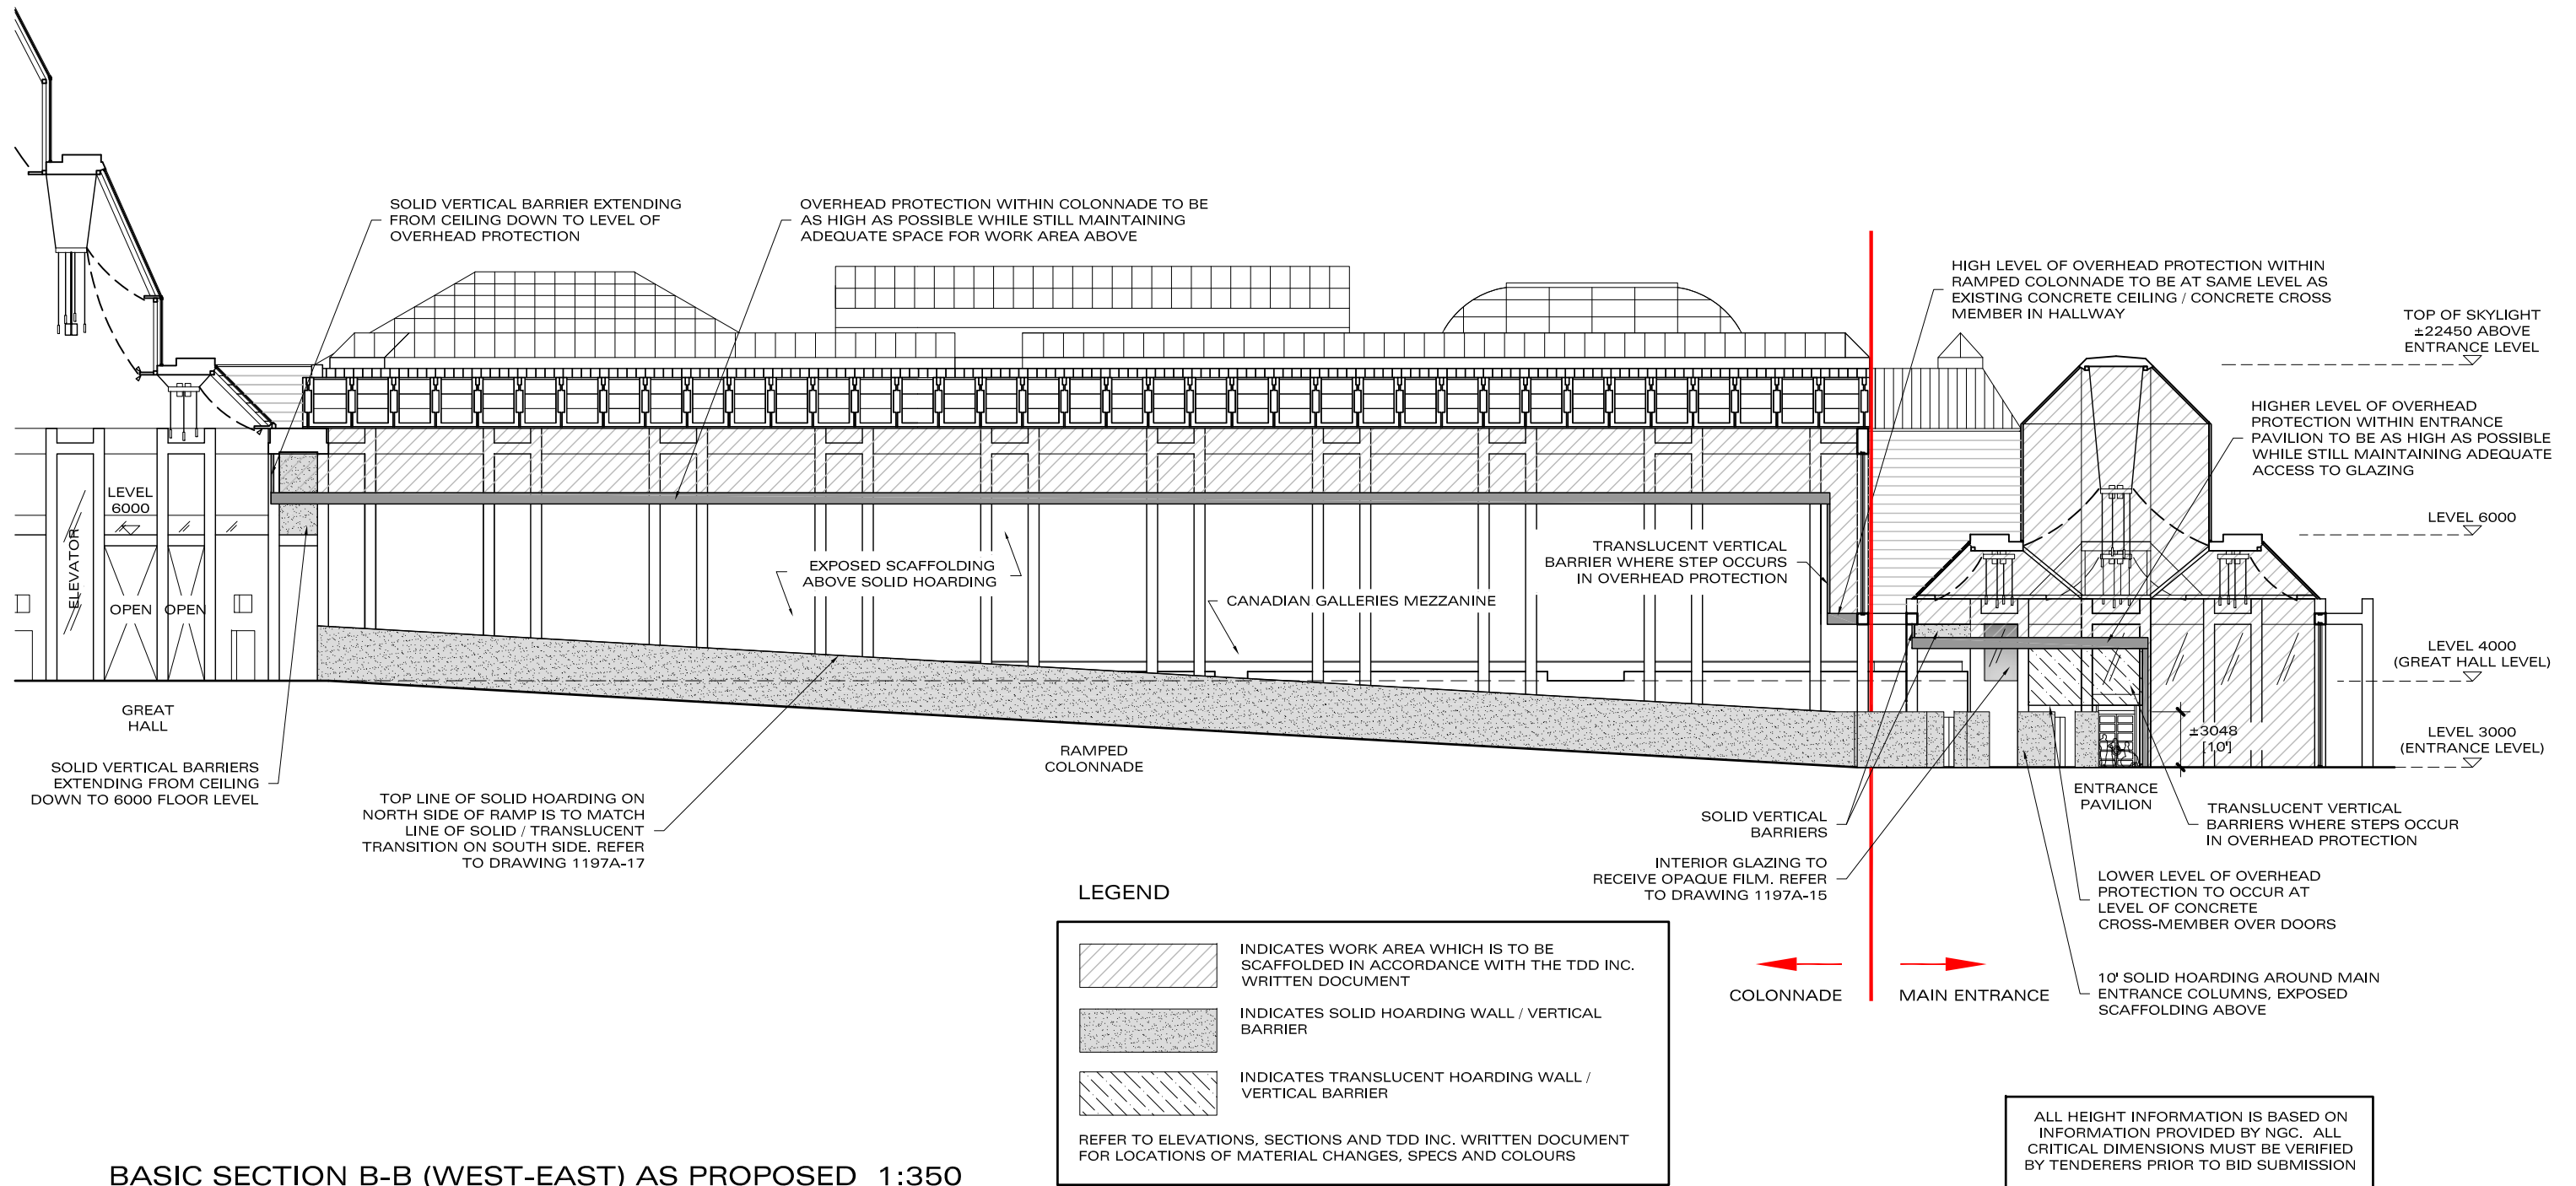 SOLID VERTICAL BARRIER EXTENDING
FROM CEILING DOWN TO LEVEL OF
OVERHEAD PROTECTION
OVERHEAD PROTECTION WITHIN COLONNADE TO BE
AS HIGH AS POSSIBLE WHILE STILL MAINTAINING
ADEQUATE SPACE FOR WORK AREA ABOVE
HIGH LEVEL OF OVERHEAD PROTECTION WITHIN
RAMPED COLONNADE TO BE AT SAME LEVEL AS
EXISTING CONCRETE CEILING / CONCRETE CROSS
MEMBER IN HALLWAY
TOP OF SKYLIGHT
±22450 ABOVE
ENTRANCE LEVEL
HIGHER LEVEL OF OVERHEAD
PROTECTION WITHIN ENTRANCE
PAVILION TO BE AS HIGH AS POSSIBLE
WHILE STILL MAINTAINING ADEQUATE
ACCESS TO GLAZING
LEVEL
6000
LEVEL 6000
ELEVATOR
OPEN
OPEN
EXPOSED SCAFFOLDING
ABOVE SOLID HOARDING
TRANSLUCENT VERTICAL
BARRIER WHERE STEP OCCURS
IN OVERHEAD PROTECTION
CANADIAN GALLERIES MEZZANINE
LEVEL 4000
(GREAT HALL LEVEL)
GREAT
HALL
RAMPED
COLONNADE
±3048
[10']
LEVEL 3000
(ENTRANCE LEVEL)
SOLID VERTICAL BARRIERS
EXTENDING FROM CEILING
DOWN TO 6000 FLOOR LEVEL
TOP LINE OF SOLID HOARDING ON
NORTH SIDE OF RAMP IS TO MATCH
LINE OF SOLID / TRANSLUCENT
TRANSITION ON SOUTH SIDE. REFER
TO DRAWING 1197A-17
ENTRANCE
PAVILION
SOLID VERTICAL
BARRIERS
TRANSLUCENT VERTICAL
BARRIERS WHERE STEPS OCCUR
IN OVERHEAD PROTECTION
INTERIOR GLAZING TO
RECEIVE OPAQUE FILM. REFER
TO DRAWING 1197A-15
LOWER LEVEL OF OVERHEAD
PROTECTION TO OCCUR AT
LEVEL OF CONCRETE
CROSS-MEMBER OVER DOORS
10' SOLID HOARDING AROUND MAIN
ENTRANCE COLUMNS, EXPOSED
SCAFFOLDING ABOVE
COLONNADE
MAIN ENTRANCE
LEGEND
INDICATES WORK AREA WHICH IS TO BE
SCAFFOLDED IN ACCORDANCE WITH THE TDD INC.
WRITTEN DOCUMENT
INDICATES SOLID HOARDING WALL / VERTICAL
BARRIER
INDICATES TRANSLUCENT HOARDING WALL /
VERTICAL BARRIER
REFER TO ELEVATIONS, SECTIONS AND TDD INC. WRITTEN DOCUMENT
FOR LOCATIONS OF MATERIAL CHANGES, SPECS AND COLOURS
ALL HEIGHT INFORMATION IS BASED ON
INFORMATION PROVIDED BY NGC. ALL
CRITICAL DIMENSIONS MUST BE VERIFIED
BY TENDERERS PRIOR TO BID SUBMISSION
BASIC SECTION B-B (WEST-EAST) AS PROPOSED 1:350